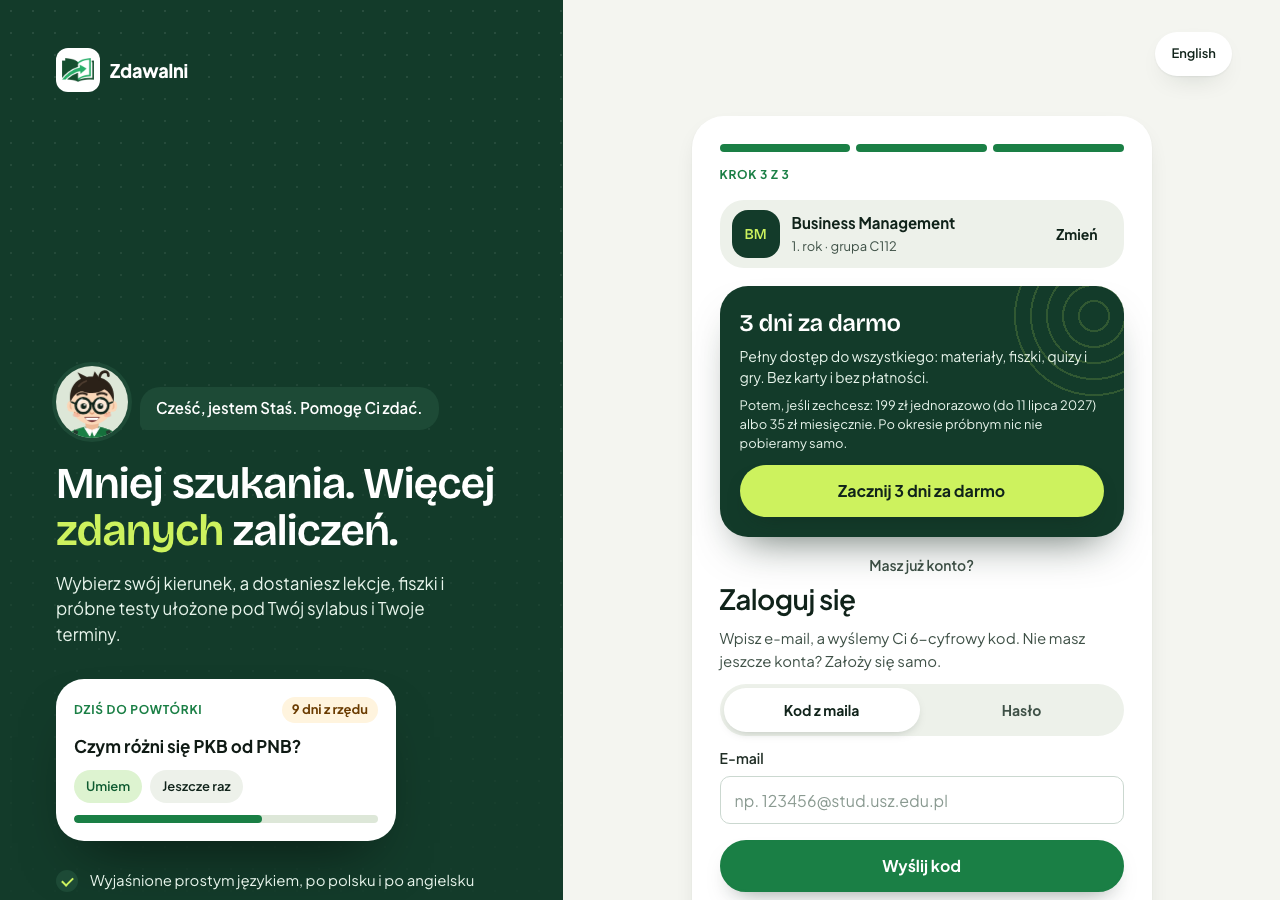 Zdawalni
Cześć, jestem Staś. Pomogę Ci zdać.
Mniej szukania. Więcej
zdanych zaliczeń.
Wybierz swój kierunek, a dostaniesz lekcje, fiszki i
próbne testy ułożone pod Twój sylabus i Twoje
terminy.
DZIŚ DO POWTÓRKI
9 dni z rzędu
Czym różni się PKB od PNB?
Umiem
Jeszcze raz
Wyjaśnione prostym językiem, po polsku i po angielsku
English
KROK 3 Z 3
BM
Business Management
1. rok · grupa C112
Zmień
3 dni za darmo
Pełny dostęp do wszystkiego: materiały, fiszki, quizy i
gry. Bez karty i bez płatności.
Potem, jeśli zechcesz: 199 zł jednorazowo (do 11 lipca 2027)
albo 35 zł miesięcznie. Po okresie próbnym nic nie
pobieramy samo.
Zacznij 3 dni za darmo
Masz już konto?
Zaloguj się
Wpisz e-mail, a wyślemy Ci 6-cyfrowy kod. Nie masz
jeszcze konta? Założy się samo.
Kod z maila
Hasło
E-mail
np. 123456@stud.usz.edu.pl
Wyślij kod